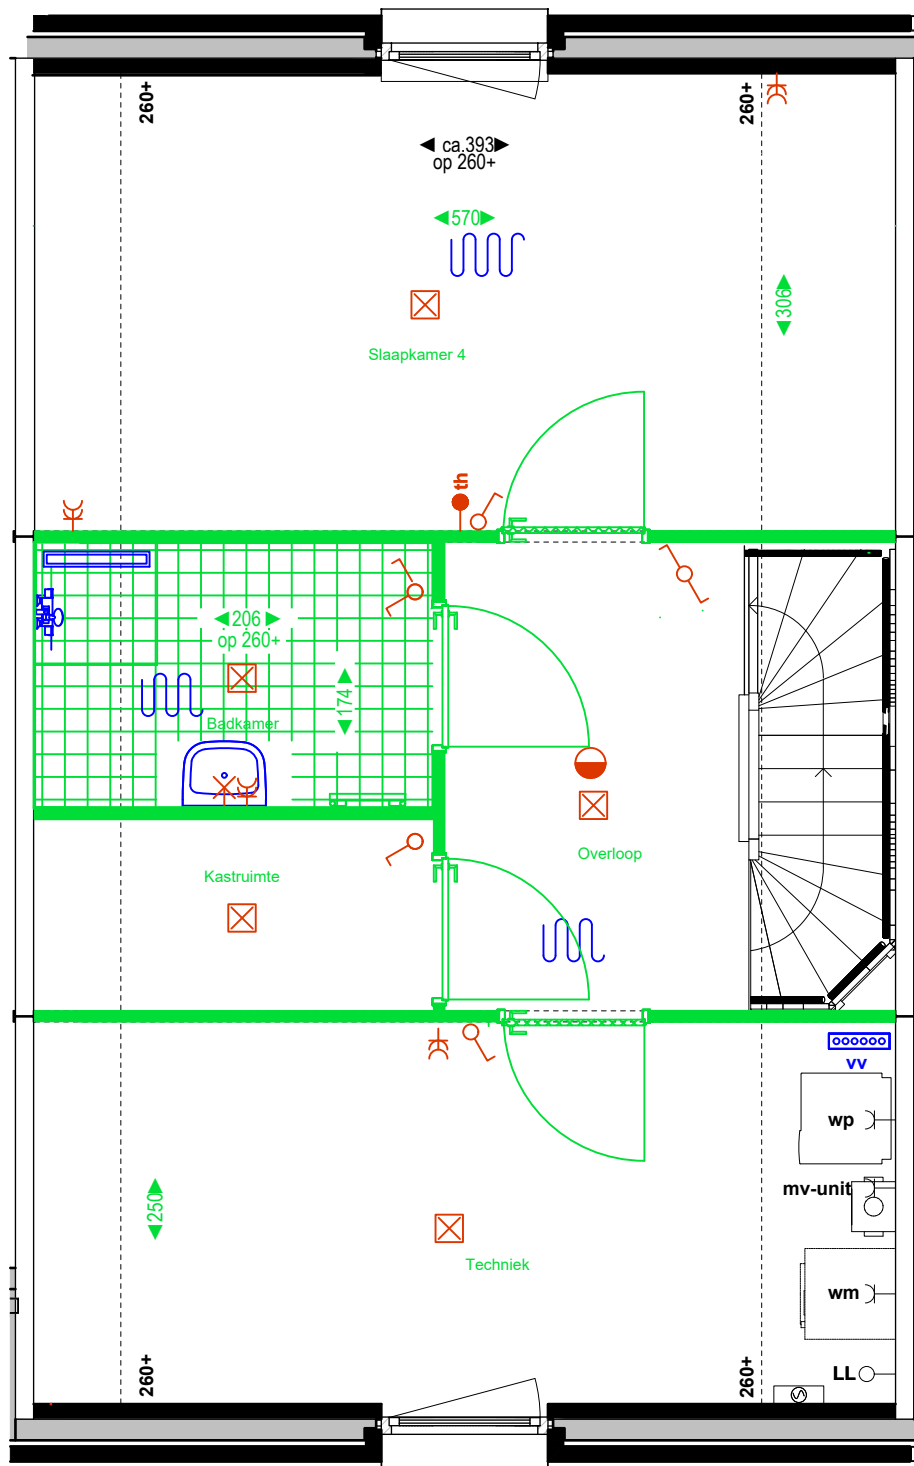 260+
260+
ca.393
op 260+
570
306
Slaapkamer 4
th
206
op 260+
174
Badkamer
Overloop
Kastruimte
vv
wp
mv-unit
250
Techniek
wm
LL
260+
260+